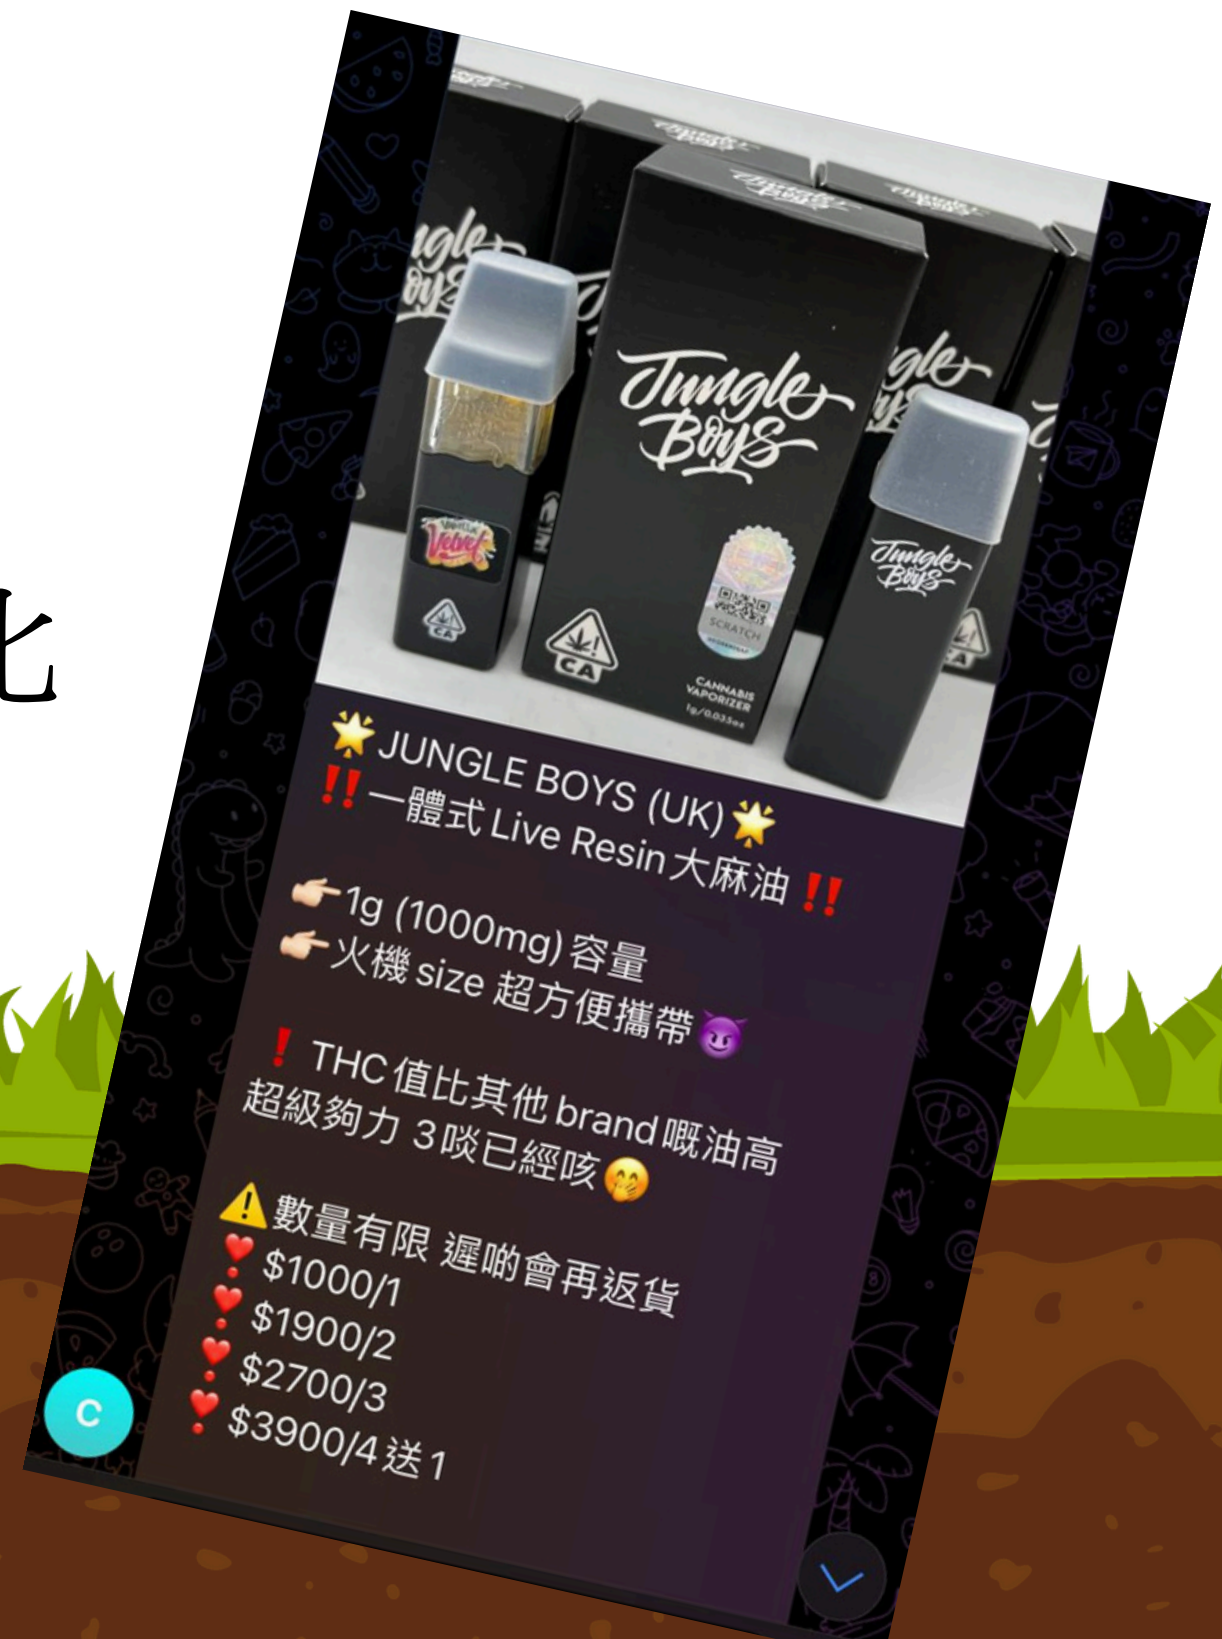 比
Jungle
Boys
Jungle
Boys
Velvet
CA
SCRATCH
CA
CANNABIS
VAPORIZER
1g/0.035oz
CA
🌟JUNGLE BOYS (UK)🌟
‼️一體式 Live Resin大麻油 ‼️
👉🏻1g (1000mg) 容量
👉🏻火機 size 超方便攜帶😈
❗ THC值比其他 brand嘅油高
超級夠力 3啖已經咳🤭
⚠️數量有限 遲啲會再返貨
❣️ $1000/1
❣️ $1900/2
❣️ $2700/3
❣️ $3900/4送1
C